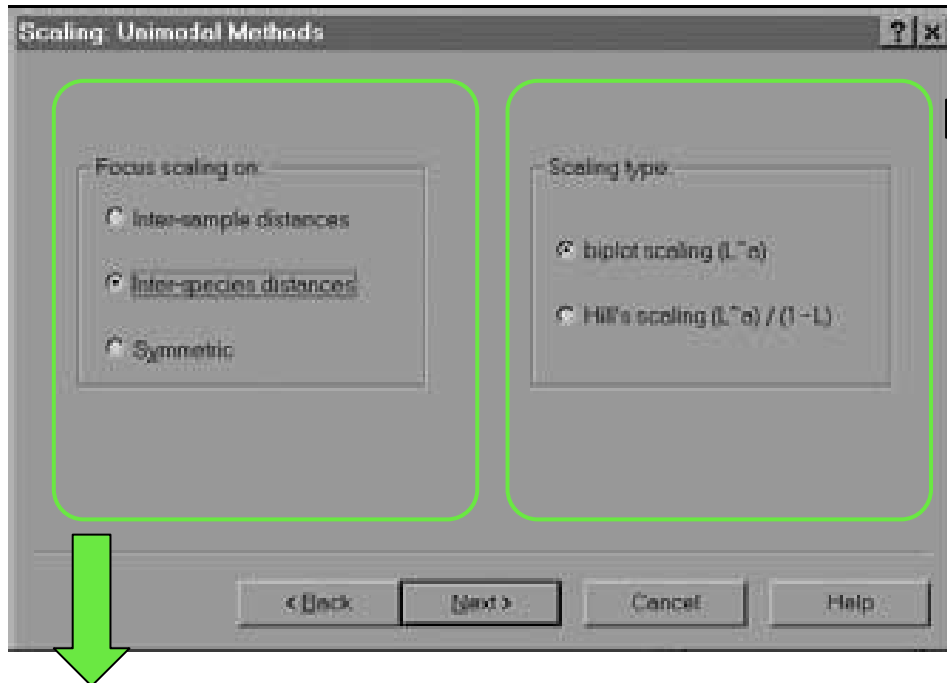 Scaling: Unimodal Methods
Focus scaling on:
Inter-sample distances
Inter-species distances
Symmetric
Scaling type:
biplot scaling (L^a)
Hill's scaling (L^a) / (1-L)
< Back
Next >
Cancel
Help